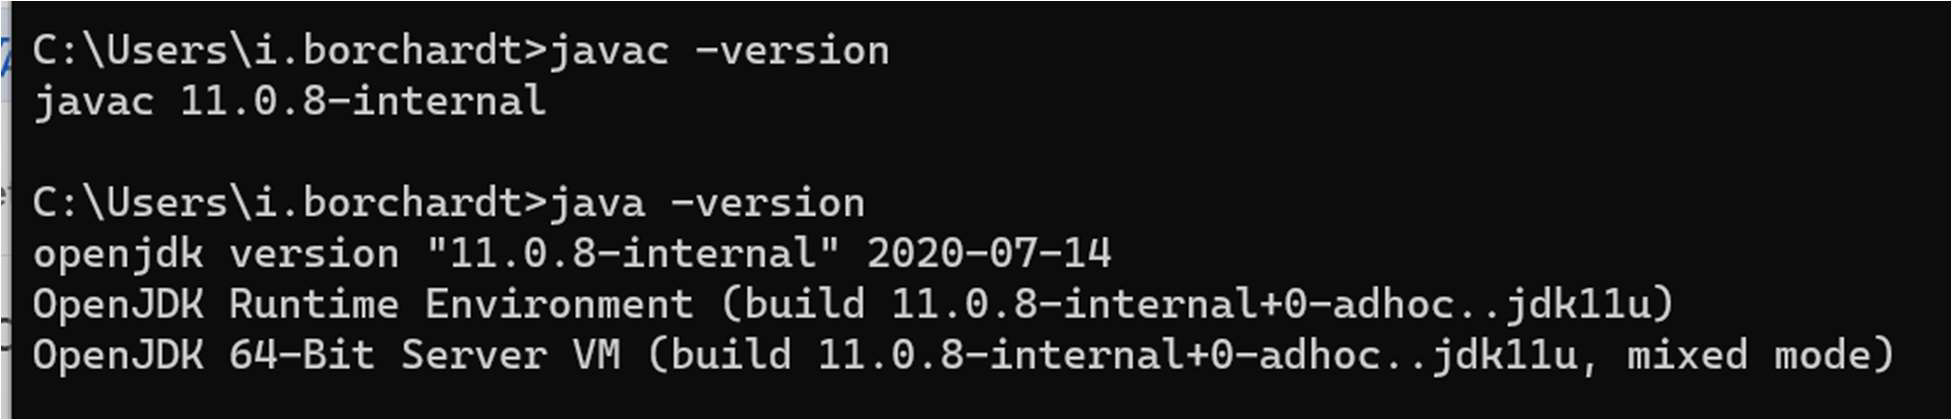 C:\Users\i.borchardt>javac -version
javac 11.0.8-internal
C:\Users\i.borchardt>java -version
openjdk version "11.0.8-internal" 2020-07-14
OpenJDK Runtime Environment (build 11.0.8-internal+0-adhoc..jdk11u)
OpenJDK 64-Bit Server VM (build 11.0.8-internal+0-adhoc..jdk11u, mixed mode)